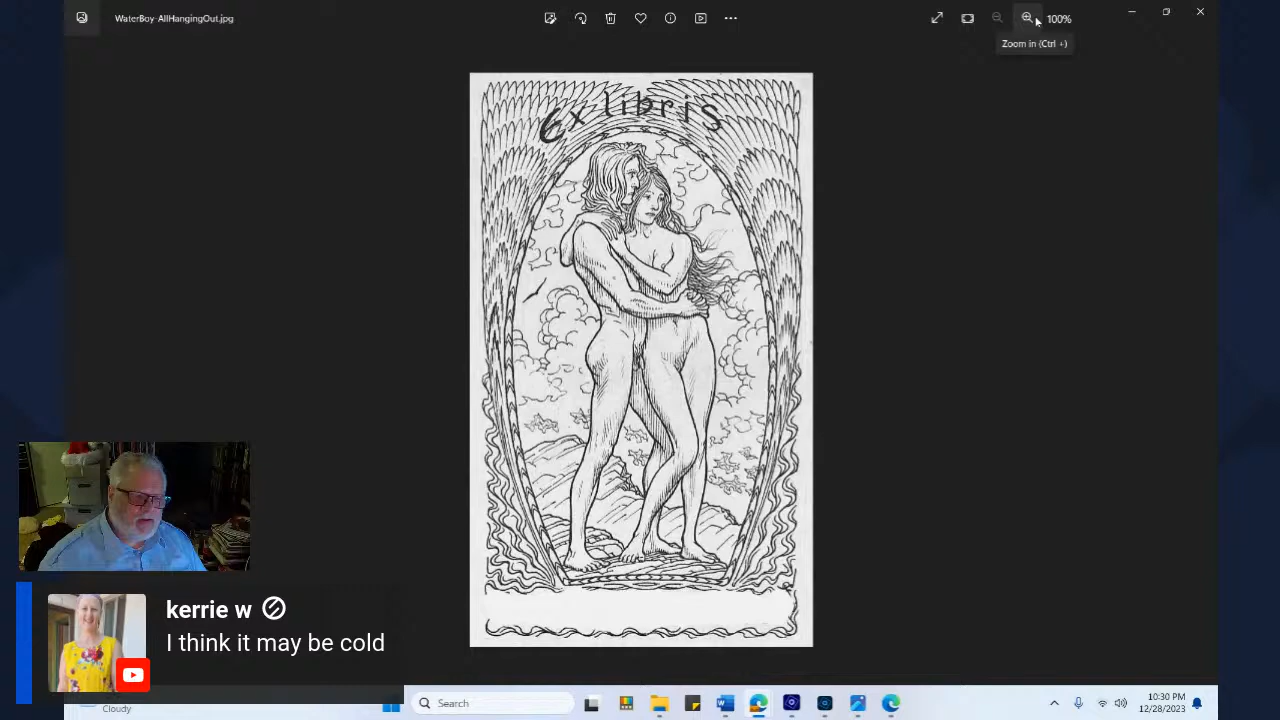 WaterBoy-AllHangingOut.jpg
100%
Zoom in (Ctrl +)
Ex libris
kerrie w
I think it may be cold
Cloudy
Search
10:30 PM
12/28/2023